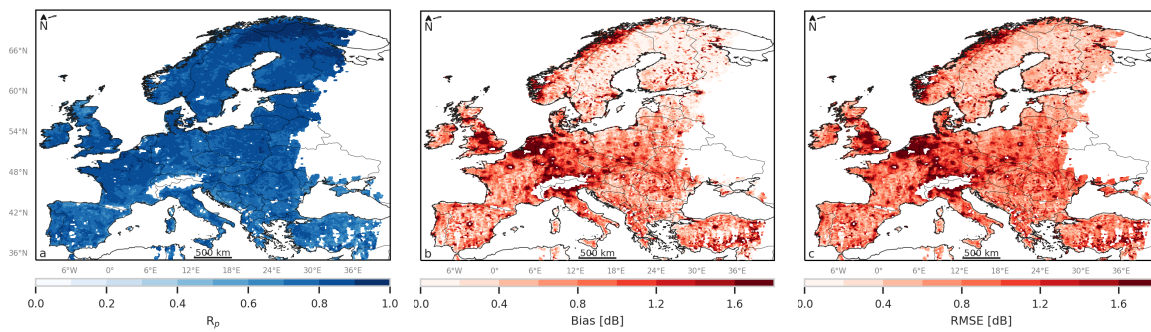 N
66°N
60°N
54°N
48°N
42°N
36°N
a
500 km
6°W 0° 6°E 12°E 18°E 24°E 30°E 36°E
0.0 0.2 0.4 0.6 0.8 1.0
Rp
N
b
500 km
6°W 0° 6°E 12°E 18°E 24°E 30°E 36°E
0.0 0.4 0.8 1.2 1.6
Bias [dB]
N
c
500 km
6°W 0° 6°E 12°E 18°E 24°E 30°E 36°E
0.0 0.4 0.8 1.2 1.6
RMSE [dB]